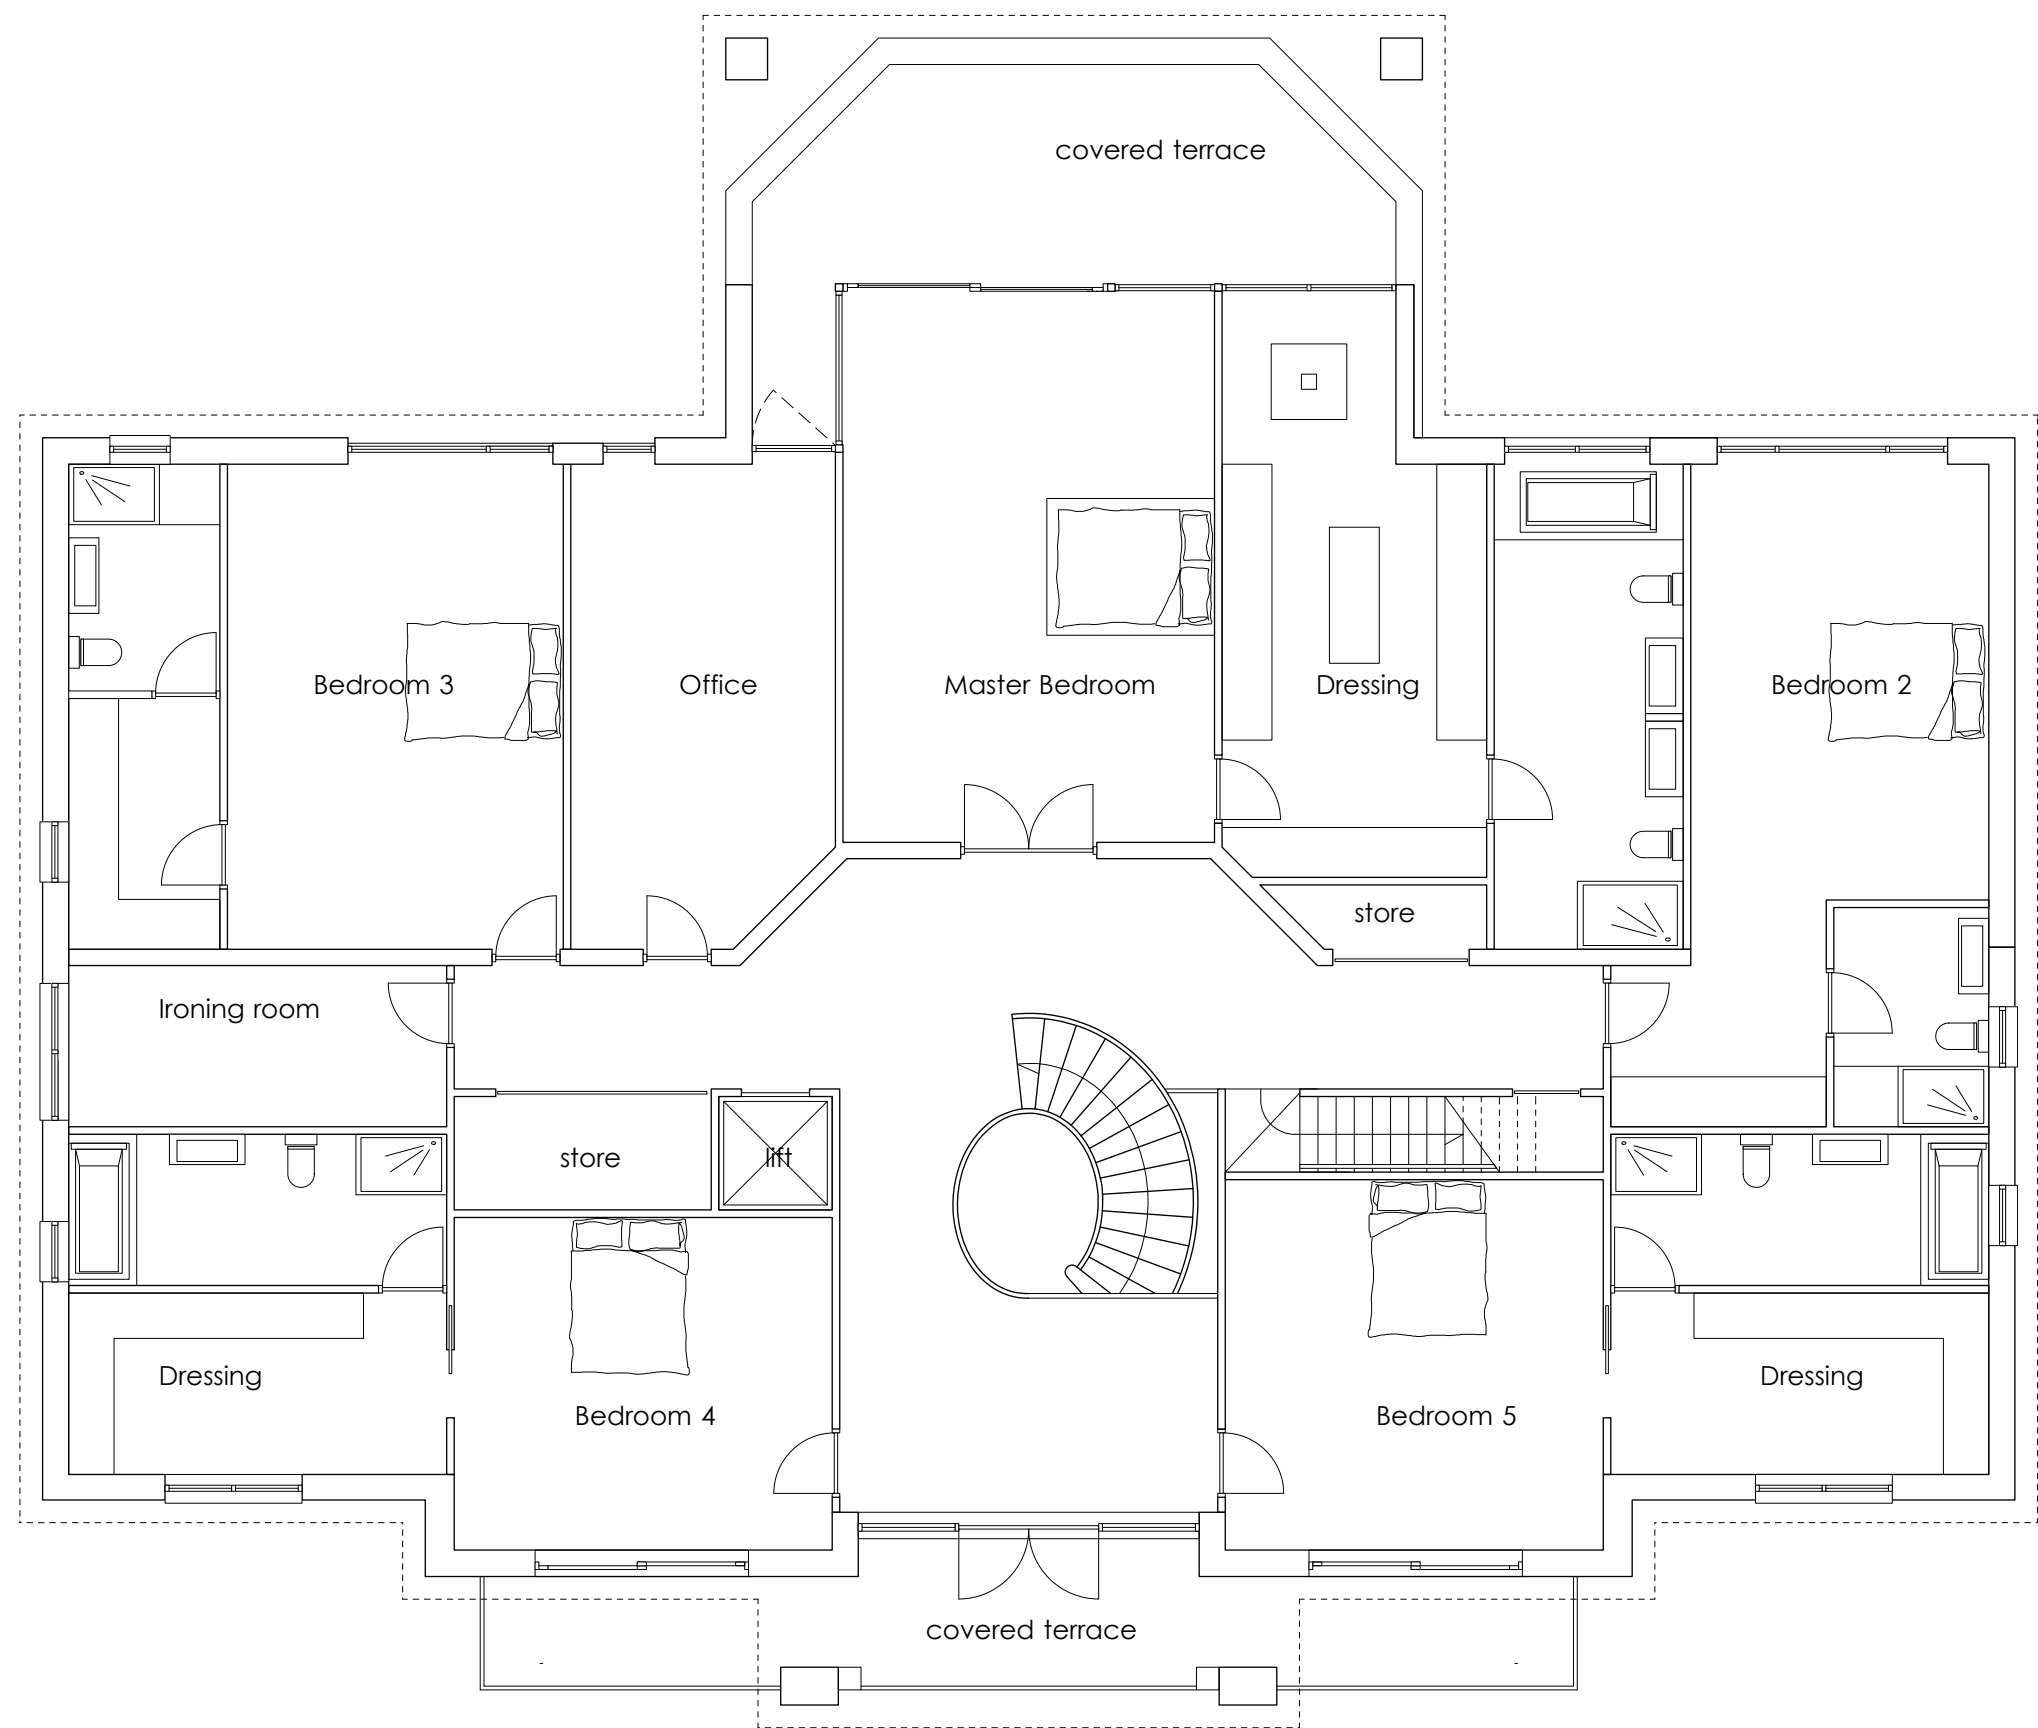 covered terrace
Bedroom 3
Office
Master Bedroom
Dressing
Bedroom 2
store
Ironing room
store
lift
Dressing
Dressing
Bedroom 4
Bedroom 5
covered terrace